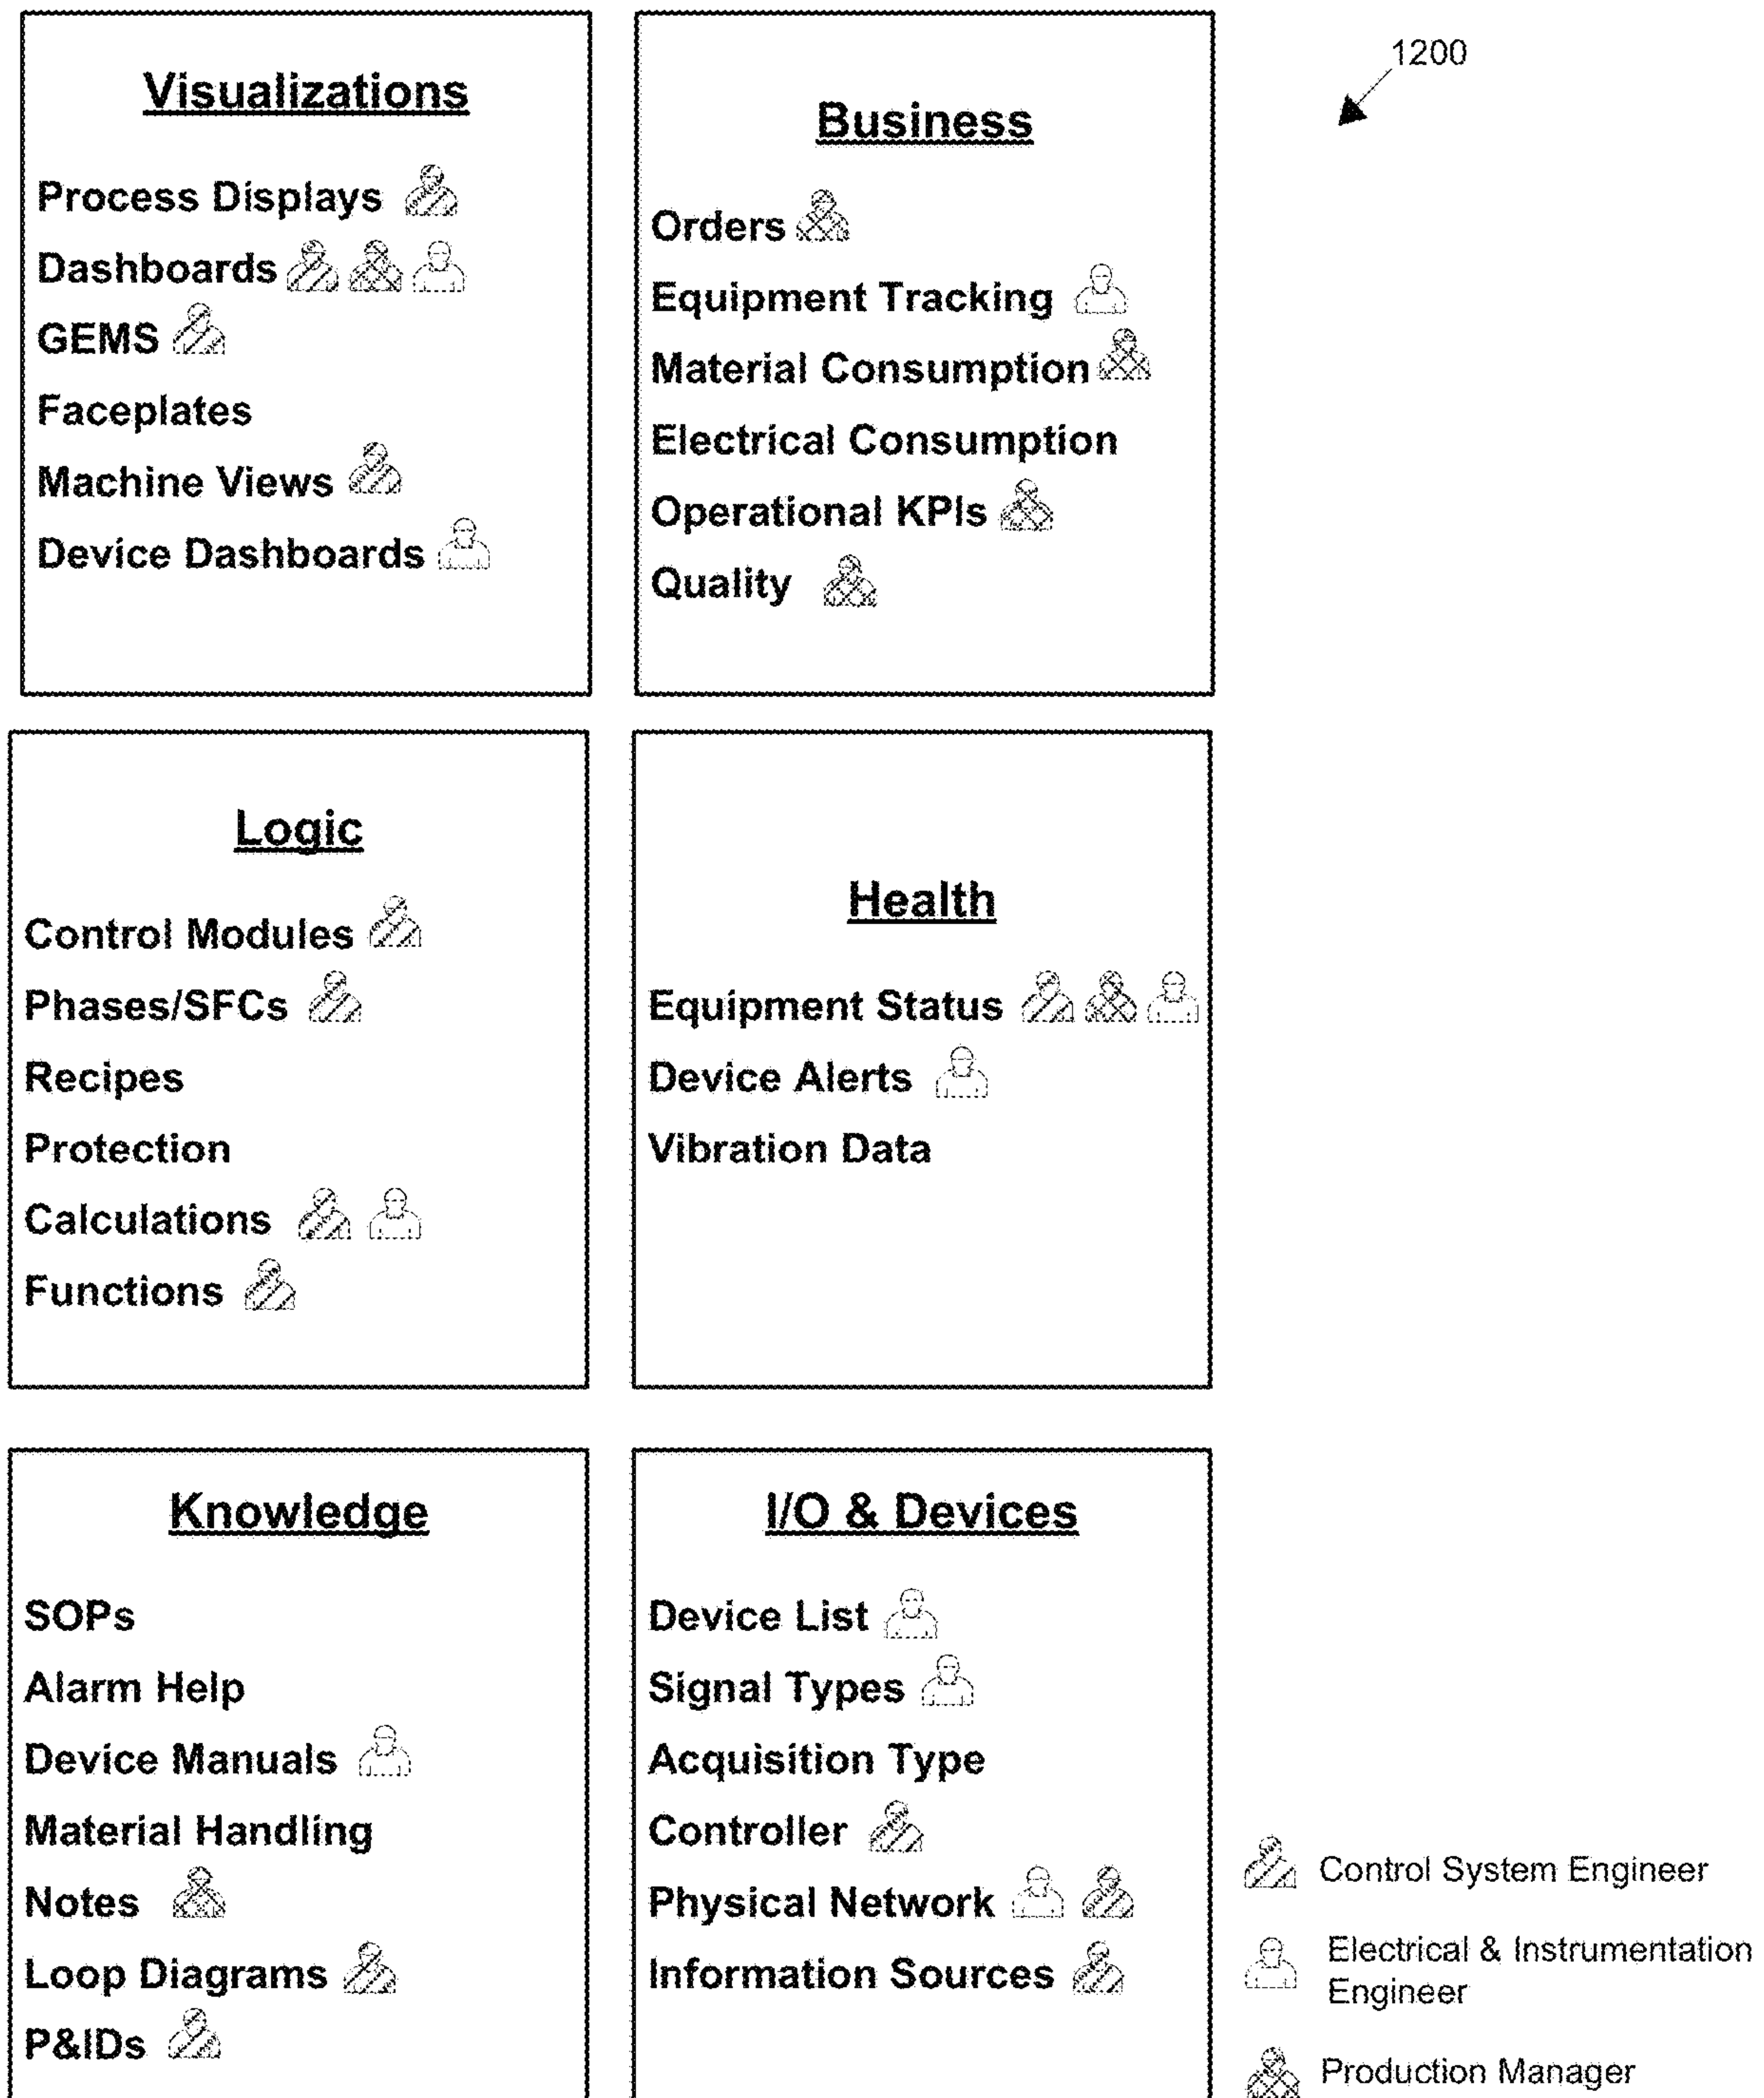 1200
Visualizations
Process Displays
Dashboards
GEMS
Faceplates
Machine Views
Device Dashboards
Business
Orders
Equipment Tracking
Material Consumption
Electrical Consumption
Operational KPIs
Quality
Logic
Control Modules
Phases/SFCs
Recipes
Protection
Calculations
Functions
Health
Equipment Status
Device Alerts
Vibration Data
Knowledge
SOPs
Alarm Help
Device Manuals
Material Handling
Notes
Loop Diagrams
P&IDs
I/O & Devices
Device List
Signal Types
Acquisition Type
Controller
Physical Network
Information Sources
Control System Engineer
Electrical & Instrumentation
Engineer
Production Manager